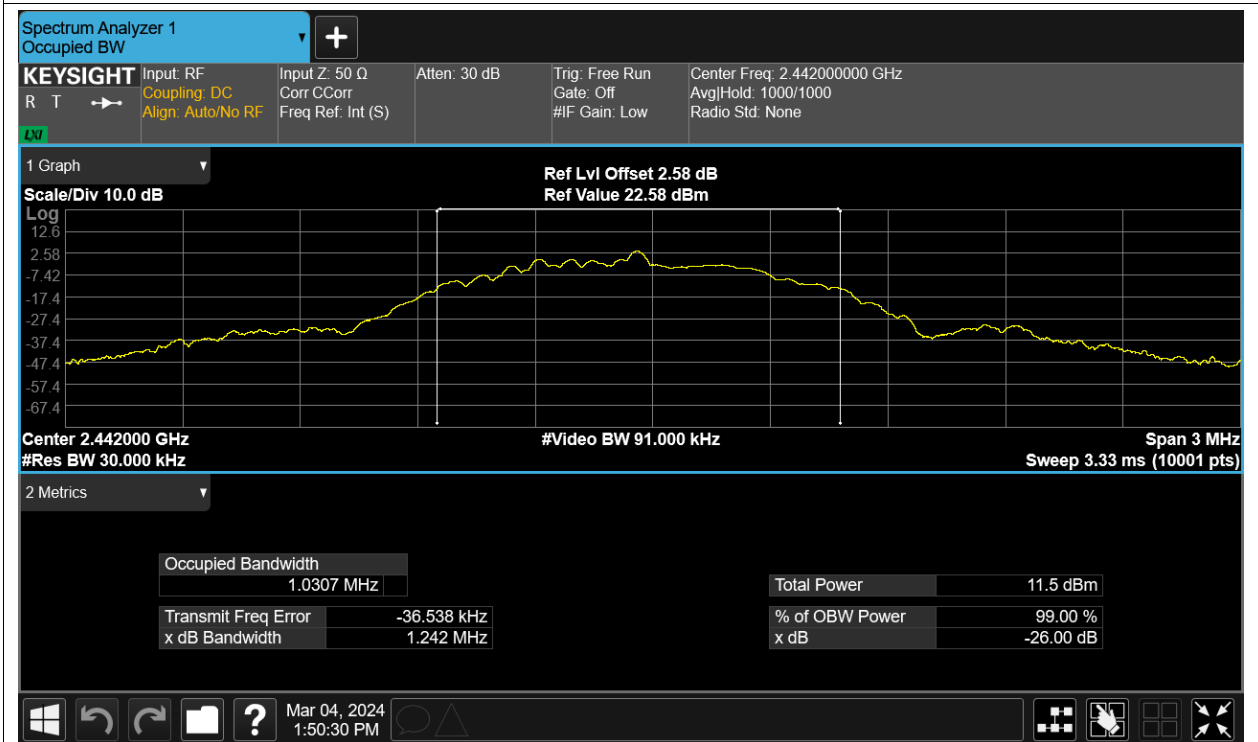 Spectrum Analyzer 1
Occupied BW
+
KEYSIGHT
R T
LXI
Input: RF
Coupling: DC
Align: Auto/No RF
Input Z: 50 Ω
Corr CCorr
Freq Ref: Int (S)
Atten: 30 dB
Trig: Free Run
Gate: Off
#IF Gain: Low
Center Freq: 2.442000000 GHz
Avg|Hold: 1000/1000
Radio Std: None
1 Graph
Scale/Div 10.0 dB
Ref Lvl Offset 2.58 dB
Ref Value 22.58 dBm
Log
12.6
2.58
-7.42
-17.4
-27.4
-37.4
-47.4
-57.4
-67.4
Center 2.442000 GHz
#Video BW 91.000 kHz
Span 3 MHz
#Res BW 30.000 kHz
Sweep 3.33 ms (10001 pts)
2 Metrics
Occupied Bandwidth
1.0307 MHz
Transmit Freq Error -36.538 kHz
x dB Bandwidth 1.242 MHz
Total Power 11.5 dBm
% of OBW Power 99.00 %
x dB -26.00 dB
?
Mar 04, 2024
1:50:30 PM